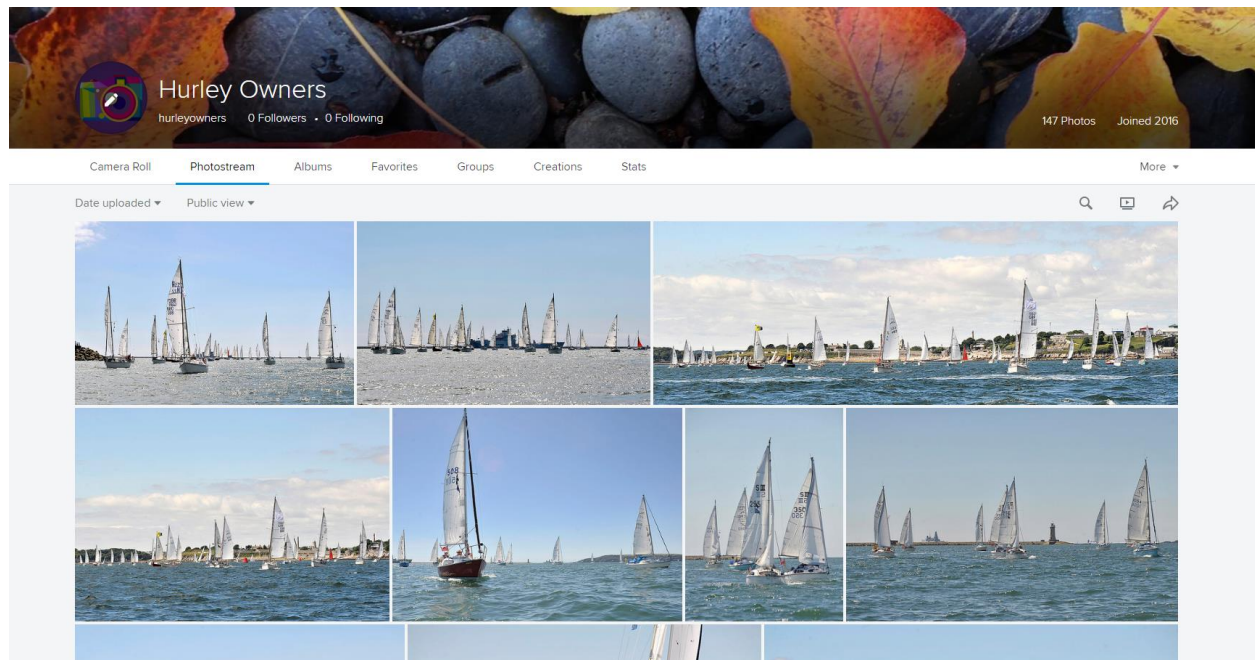 Hurley Owners
hurleyowners 0 Followers • 0 Following
147 Photos Joined 2016
Camera Roll Photostream Albums Favorites Groups Creations Stats More
Date uploaded Public view